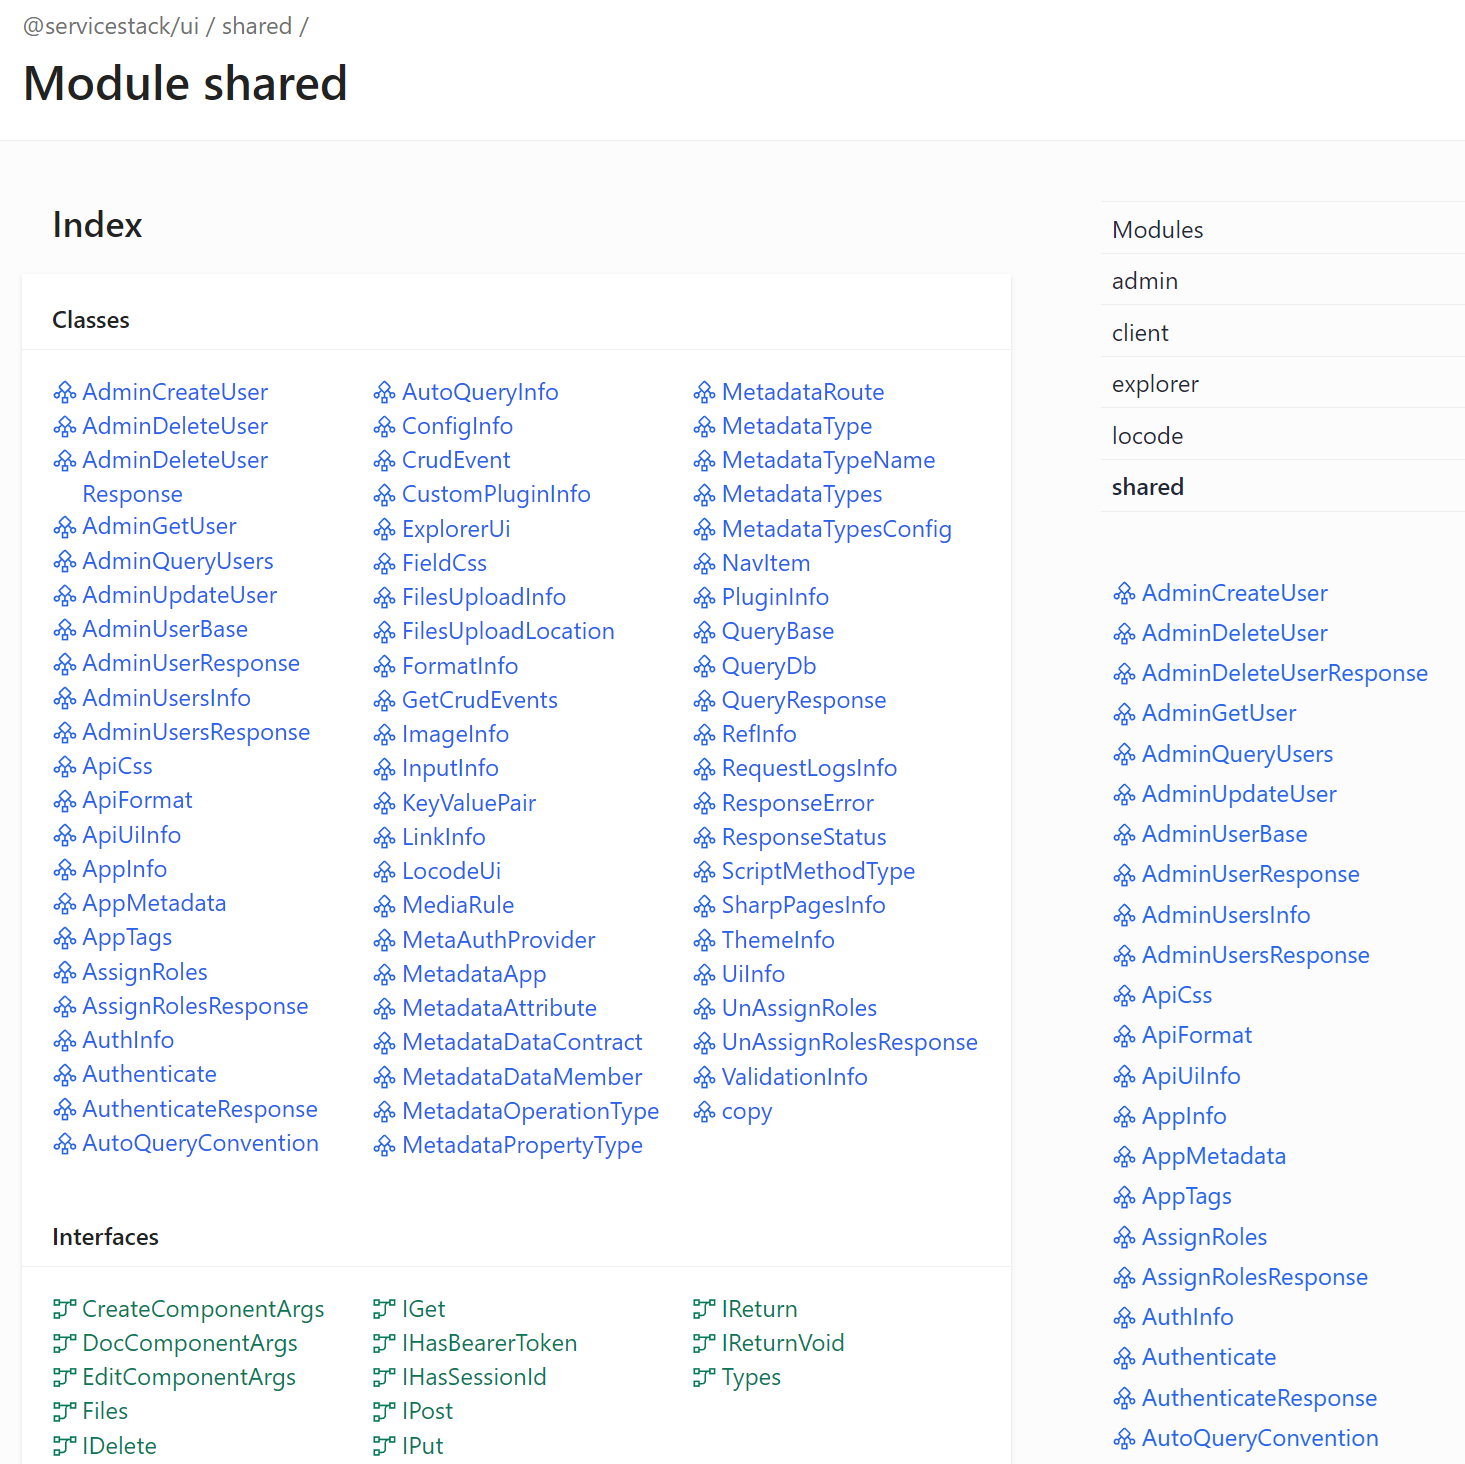 @servicestack/ui / shared /
Module shared
Index
Classes
AdminCreateUser
AdminDeleteUser
AdminDeleteUser
Response
AdminGetUser
AdminQueryUsers
AdminUpdateUser
AdminUserBase
AdminUserResponse
AdminUsersInfo
AdminUsersResponse
ApiCss
ApiFormat
ApiUiInfo
AppInfo
AppMetadata
AppTags
AssignRoles
AssignRolesResponse
AuthInfo
Authenticate
AuthenticateResponse
AutoQueryConvention
AutoQueryInfo
ConfigInfo
CrudEvent
CustomPluginInfo
ExplorerUi
FieldCss
FilesUploadInfo
FilesUploadLocation
FormatInfo
GetCrudEvents
ImageInfo
InputInfo
KeyValuePair
LinkInfo
LocodeUi
MediaRule
MetaAuthProvider
MetadataApp
MetadataAttribute
MetadataDataContract
MetadataDataMember
MetadataOperationType
MetadataPropertyType
MetadataRoute
MetadataType
MetadataTypeName
MetadataTypes
MetadataTypesConfig
NavItem
PluginInfo
QueryBase
QueryDb
QueryResponse
RefInfo
RequestLogsInfo
ResponseError
ResponseStatus
ScriptMethodType
SharpPagesInfo
ThemeInfo
UiInfo
UnAssignRoles
UnAssignRolesResponse
ValidationInfo
copy
Interfaces
CreateComponentArgs
DocComponentArgs
EditComponentArgs
Files
IDelete
IGet
IHasBearerToken
IHasSessionId
IPost
IPut
IReturn
IReturnVoid
Types
Modules
admin
client
explorer
locode
shared
AdminCreateUser
AdminDeleteUser
AdminDeleteUserResponse
AdminGetUser
AdminQueryUsers
AdminUpdateUser
AdminUserBase
AdminUserResponse
AdminUsersInfo
AdminUsersResponse
ApiCss
ApiFormat
ApiUiInfo
AppInfo
AppMetadata
AppTags
AssignRoles
AssignRolesResponse
AuthInfo
Authenticate
AuthenticateResponse
AutoQueryConvention